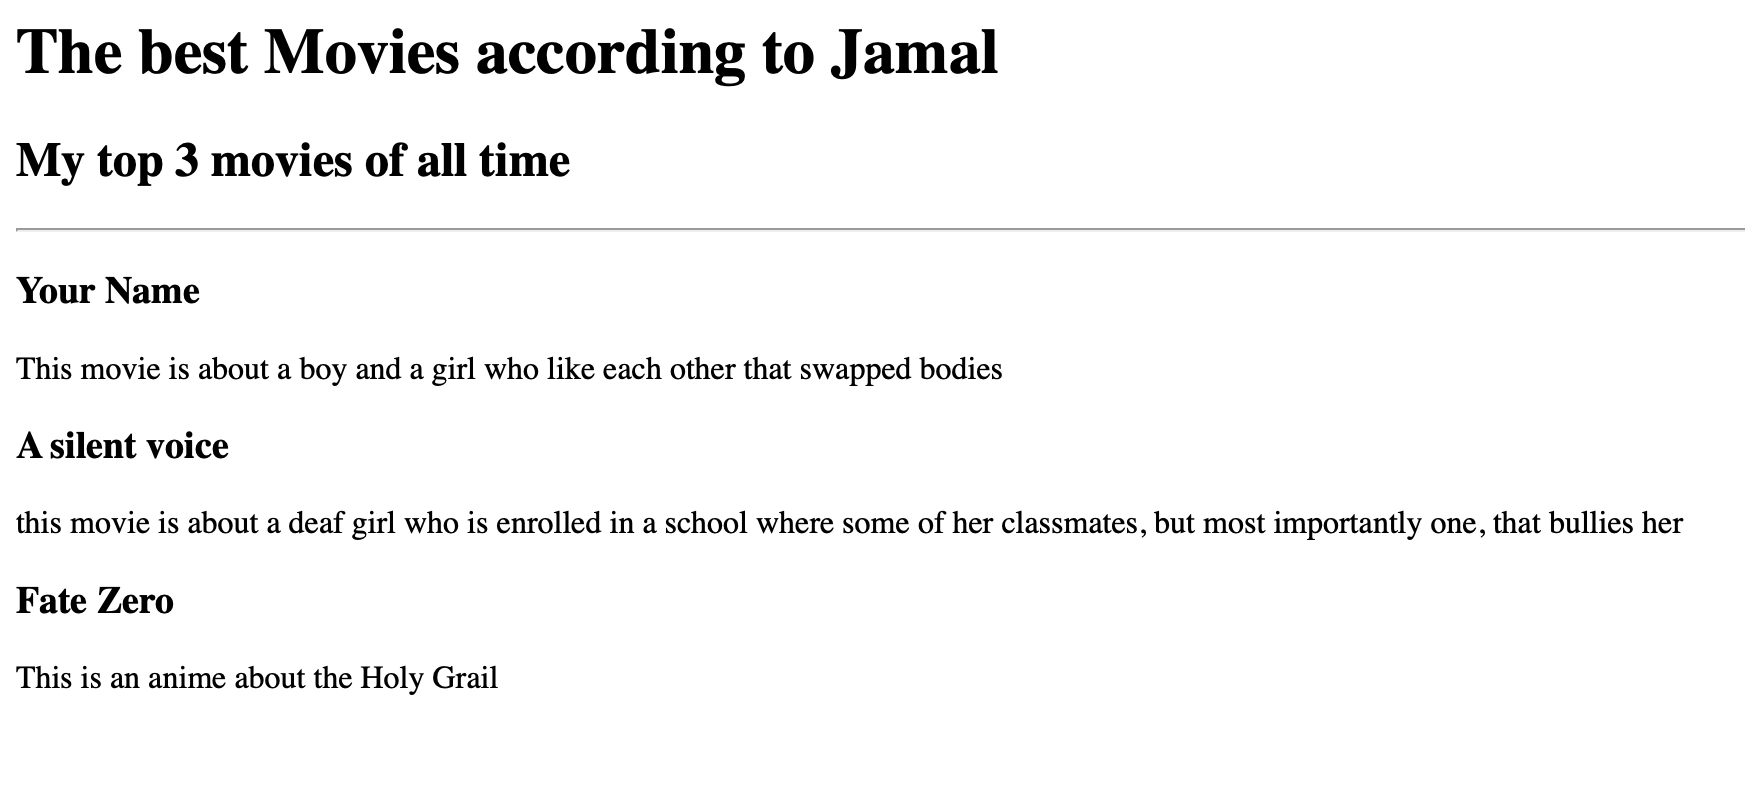 The best Movies according to Jamal
My top 3 movies of all time
Your Name
This movie is about a boy and a girl who like each other that swapped bodies
A silent voice
this movie is about a deaf girl who is enrolled in a school where some of her classmates, but most importantly one, that bullies her
Fate Zero
This is an anime about the Holy Grail